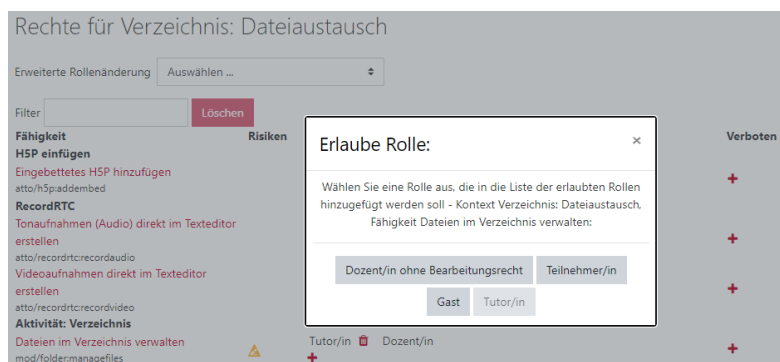 Rechte für Verzeichnis: Dateiaustausch
Erweiterte Rollenänderung Auswählen ...
Filter Löschen
Fähigkeit Risiken Verboten
H5P einfügen
Eingebettetes H5P hinzufügen
atto/h5p:addembed
RecordRTC
Tonaufnahmen (Audio) direkt im Texteditor
erstellen
atto/recordrtc:recordaudio
Videoaufnahmen direkt im Texteditor
erstellen
atto/recordrtc:recordvideo
Aktivität: Verzeichnis
Dateien im Verzeichnis verwalten
mod/folder:managefiles
Tutor/in Dozent/in
Erlaube Rolle: ×
Wählen Sie eine Rolle aus, die in die Liste der erlaubten Rollen
hinzugefügt werden soll - Kontext Verzeichnis: Dateiaustausch,
Fähigkeit Dateien im Verzeichnis verwalten:
Dozent/in ohne Bearbeitungsrecht Teilnehmer/in
Gast Tutor/in